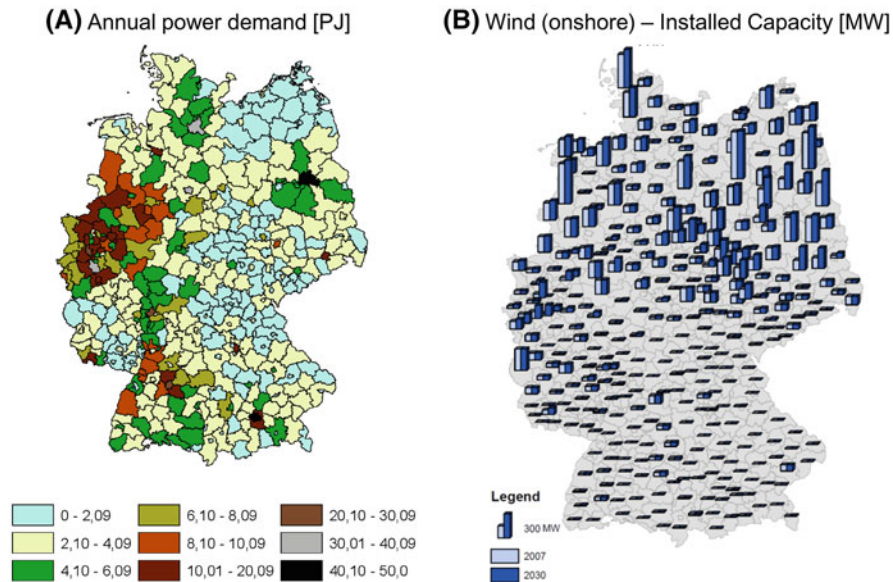 (A) Annual power demand [PJ]
(B) Wind (onshore) – Installed Capacity [MW]
0 - 2,09
2,10 - 4,09
4,10 - 6,09
6,10 - 8,09
8,10 - 10,09
10,01 - 20,09
20,10 - 30,09
30,01 - 40,09
40,10 - 50,0
Legend
300 MW
2007
2030